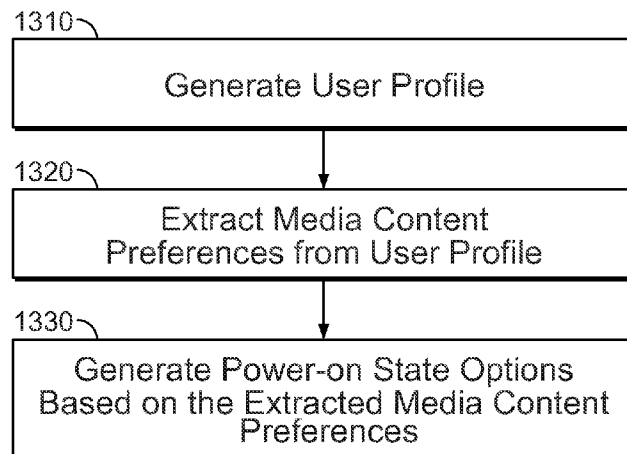 1310
Generate User Profile
1320
Extract Media Content
Preferences from User Profile
1330
Generate Power-on State Options
Based on the Extracted Media Content
Preferences